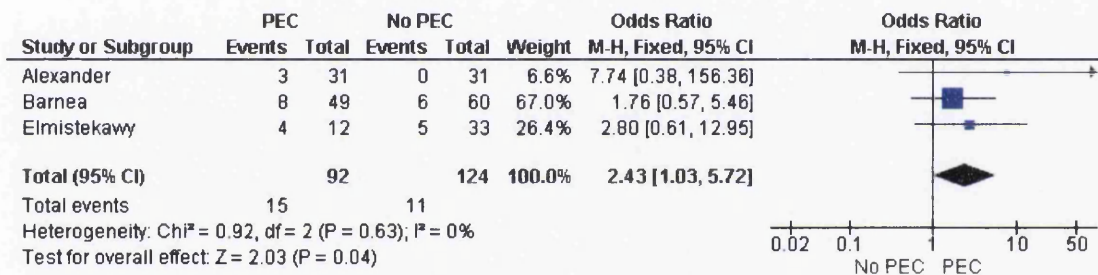 PEC No PEC Odds Ratio Odds Ratio
Study or Subgroup Events Total Events Total Weight M-H, Fixed, 95% CI M-H, Fixed, 95% CI
Alexander 3 31 0 31 6.6% 7.74 [0.38, 156.36]
Barnea 8 49 6 60 67.0% 1.76 [0.57, 5.46]
Elmistekawy 4 12 5 33 26.4% 2.80 [0.61, 12.95]
Total (95% CI) 92 124 100.0% 2.43 [1.03, 5.72]
Total events 15 11
Heterogeneity: Chi² = 0.92, df = 2 (P = 0.63); I² = 0%
Test for overall effect: Z = 2.03 (P = 0.04)
0.02 0.1 1 10 50
No PEC PEC